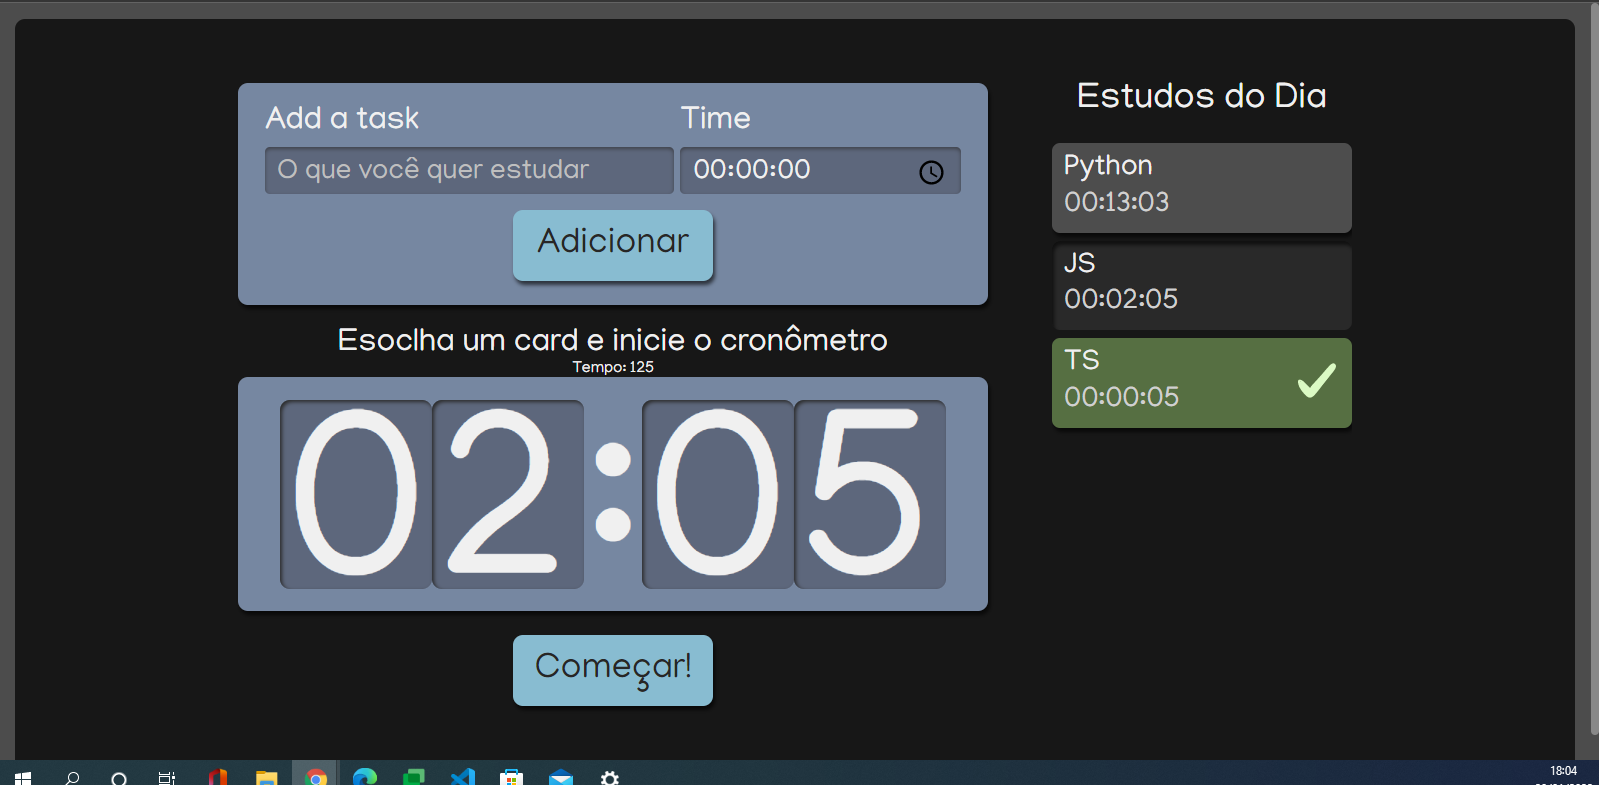 Add a task
Time
O que você quer estudar
00:00:00
Adicionar
Esoclha um card e inicie o cronômetro
Tempo: 125
02:05
Começar!
Estudos do Dia
Python
00:13:03
JS
00:02:05
TS
00:00:05
18:04